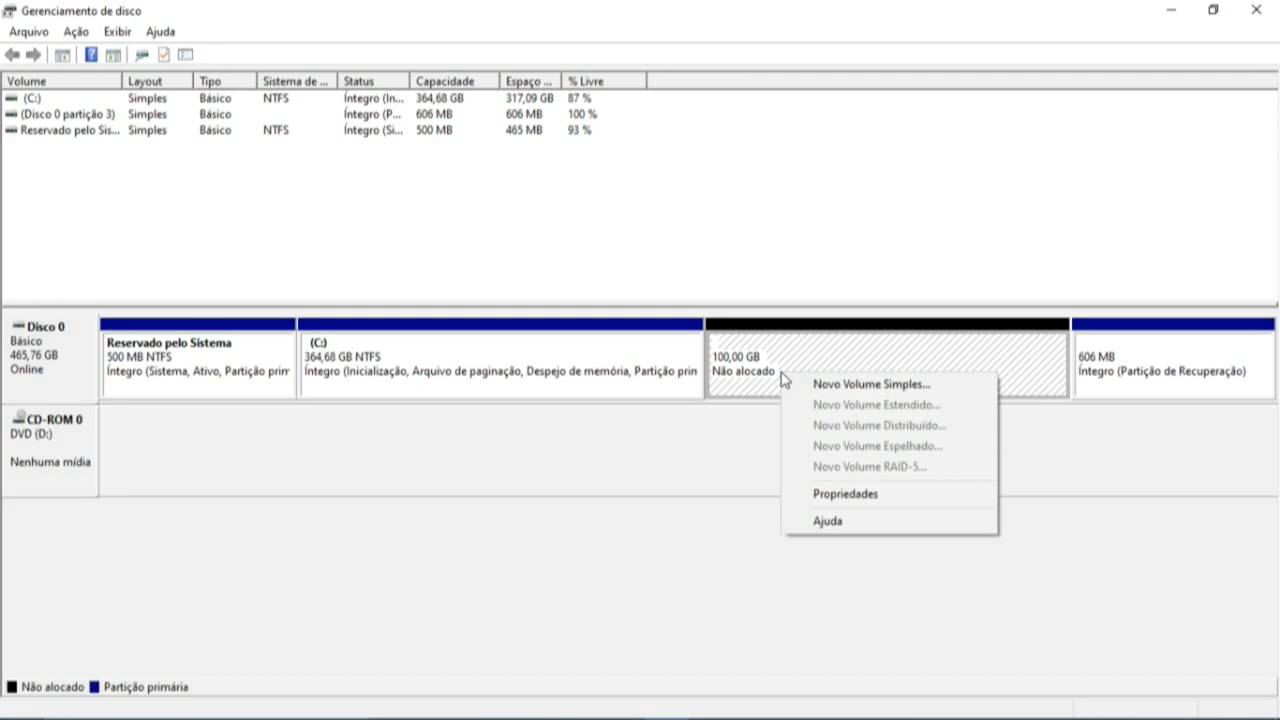 Gerenciamento de disco
Arquivo Ação Exibir Ajuda
Volume Layout Tipo Sistema de ... Status Capacidade Espaço ... % Livre
(C:) Simples Básico NTFS Íntegro (In... 364,68 GB 317,09 GB 87 %
(Disco 0 partição 3) Simples Básico Íntegro (P... 606 MB 606 MB 100 %
Reservado pelo Sis... Simples Básico NTFS Íntegro (Si... 500 MB 465 MB 93 %
Disco 0
Básico
465,76 GB
Online
Reservado pelo Sistema
500 MB NTFS
Íntegro (Sistema, Ativo, Partição prim
(C:)
364,68 GB NTFS
Íntegro (Inicialização, Arquivo de paginação, Despejo de memória, Partição prin
100,00 GB
Não alocado
606 MB
Íntegro (Partição de Recuperação)
Novo Volume Simples...
Novo Volume Estendido...
Novo Volume Distribuído...
Novo Volume Espelhado...
Novo Volume RAID-5...
Propriedades
Ajuda
CD-ROM 0
DVD (D:)
Nenhuma mídia
Não alocado Partição primária